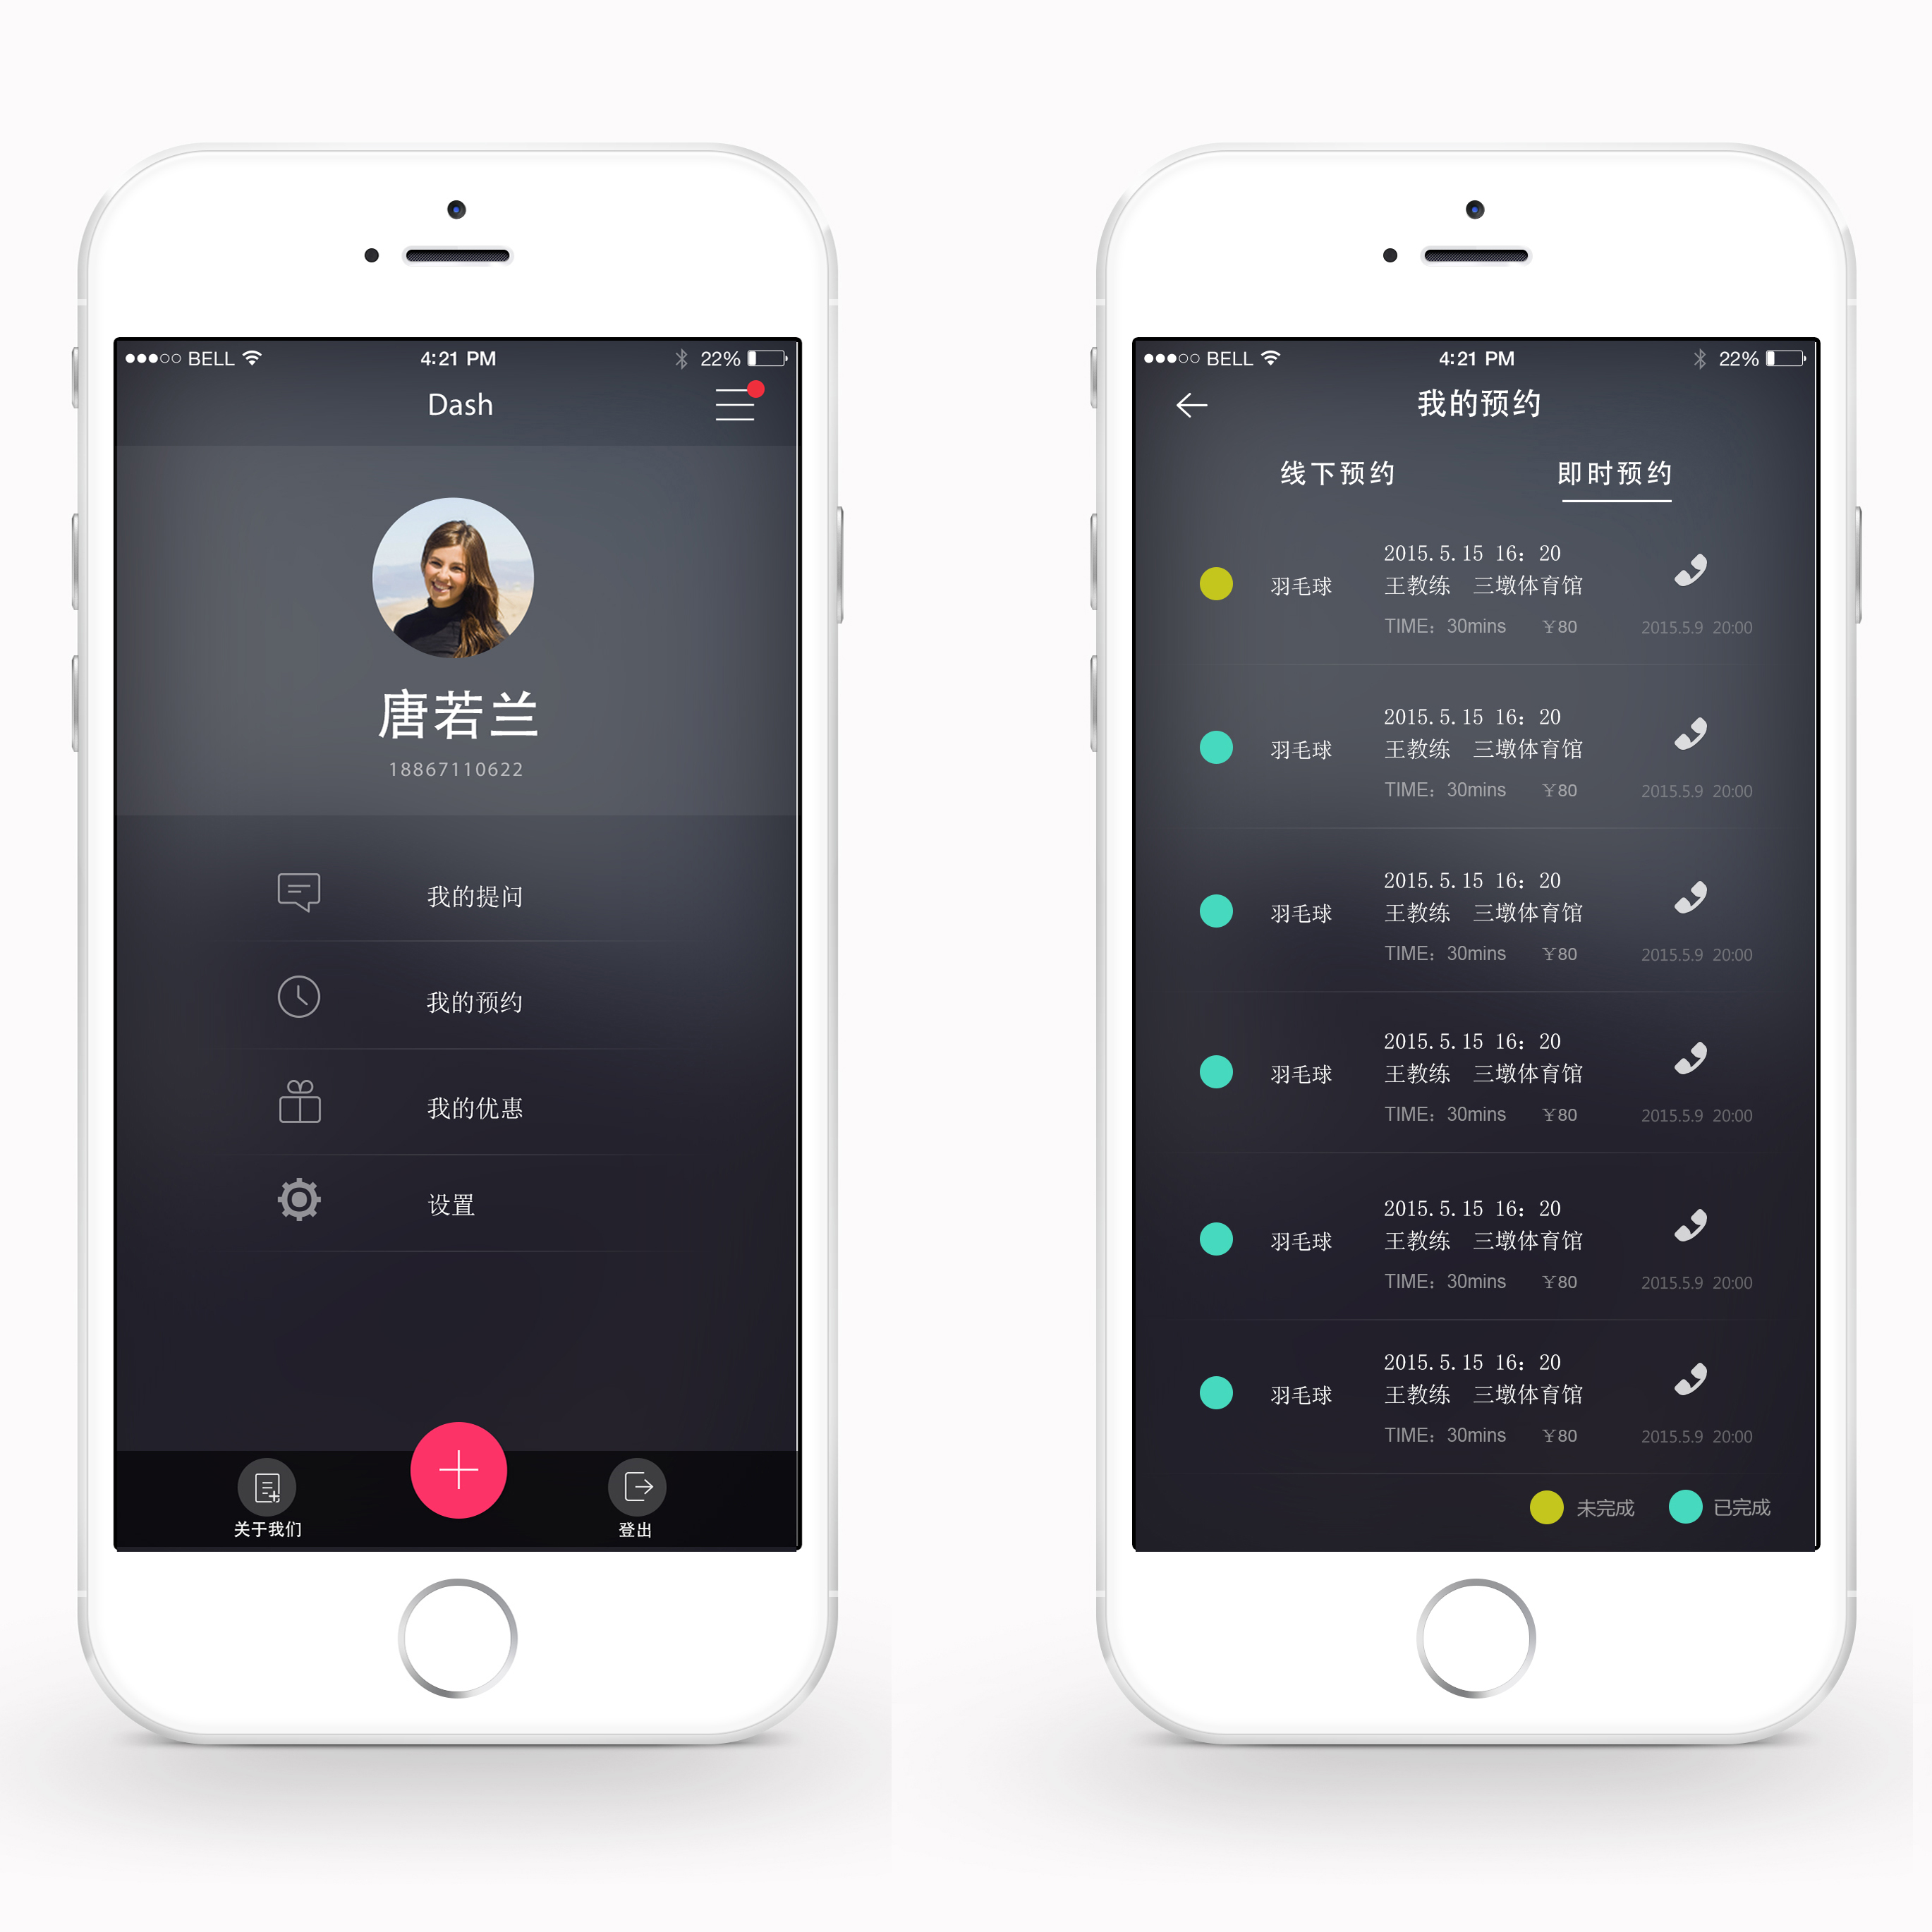 BELL 4:21 PM 22%
Dash
唐若兰
18867110622
我的提问
我的预约
我的优惠
设置
关于我们
登出
BELL 4:21 PM 22%
我的预约
线下预约 即时预约
2015.5.15 16：20
羽毛球 王教练 三墩体育馆
TIME：30mins ￥80 2015.5.9 20:00
2015.5.15 16：20
羽毛球 王教练 三墩体育馆
TIME：30mins ￥80 2015.5.9 20:00
2015.5.15 16：20
羽毛球 王教练 三墩体育馆
TIME：30mins ￥80 2015.5.9 20:00
2015.5.15 16：20
羽毛球 王教练 三墩体育馆
TIME：30mins ￥80 2015.5.9 20:00
2015.5.15 16：20
羽毛球 王教练 三墩体育馆
TIME：30mins ￥80 2015.5.9 20:00
2015.5.15 16：20
羽毛球 王教练 三墩体育馆
TIME：30mins ￥80 2015.5.9 20:00
未完成 已完成